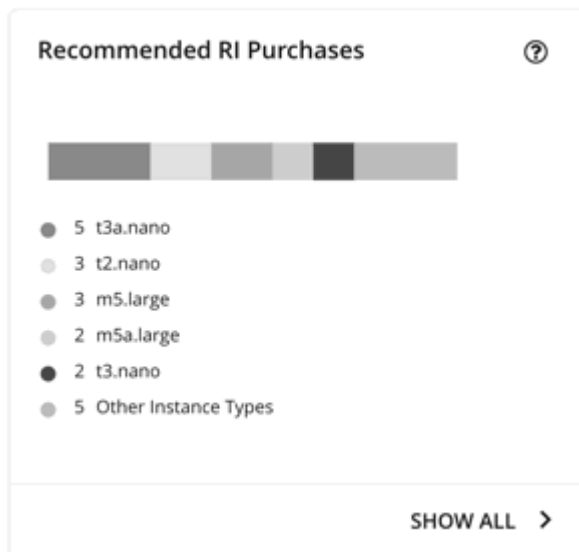 Recommended RI Purchases
5 t3a.nano
3 t2.nano
3 m5.large
2 m5a.large
2 t3.nano
5 Other Instance Types
SHOW ALL